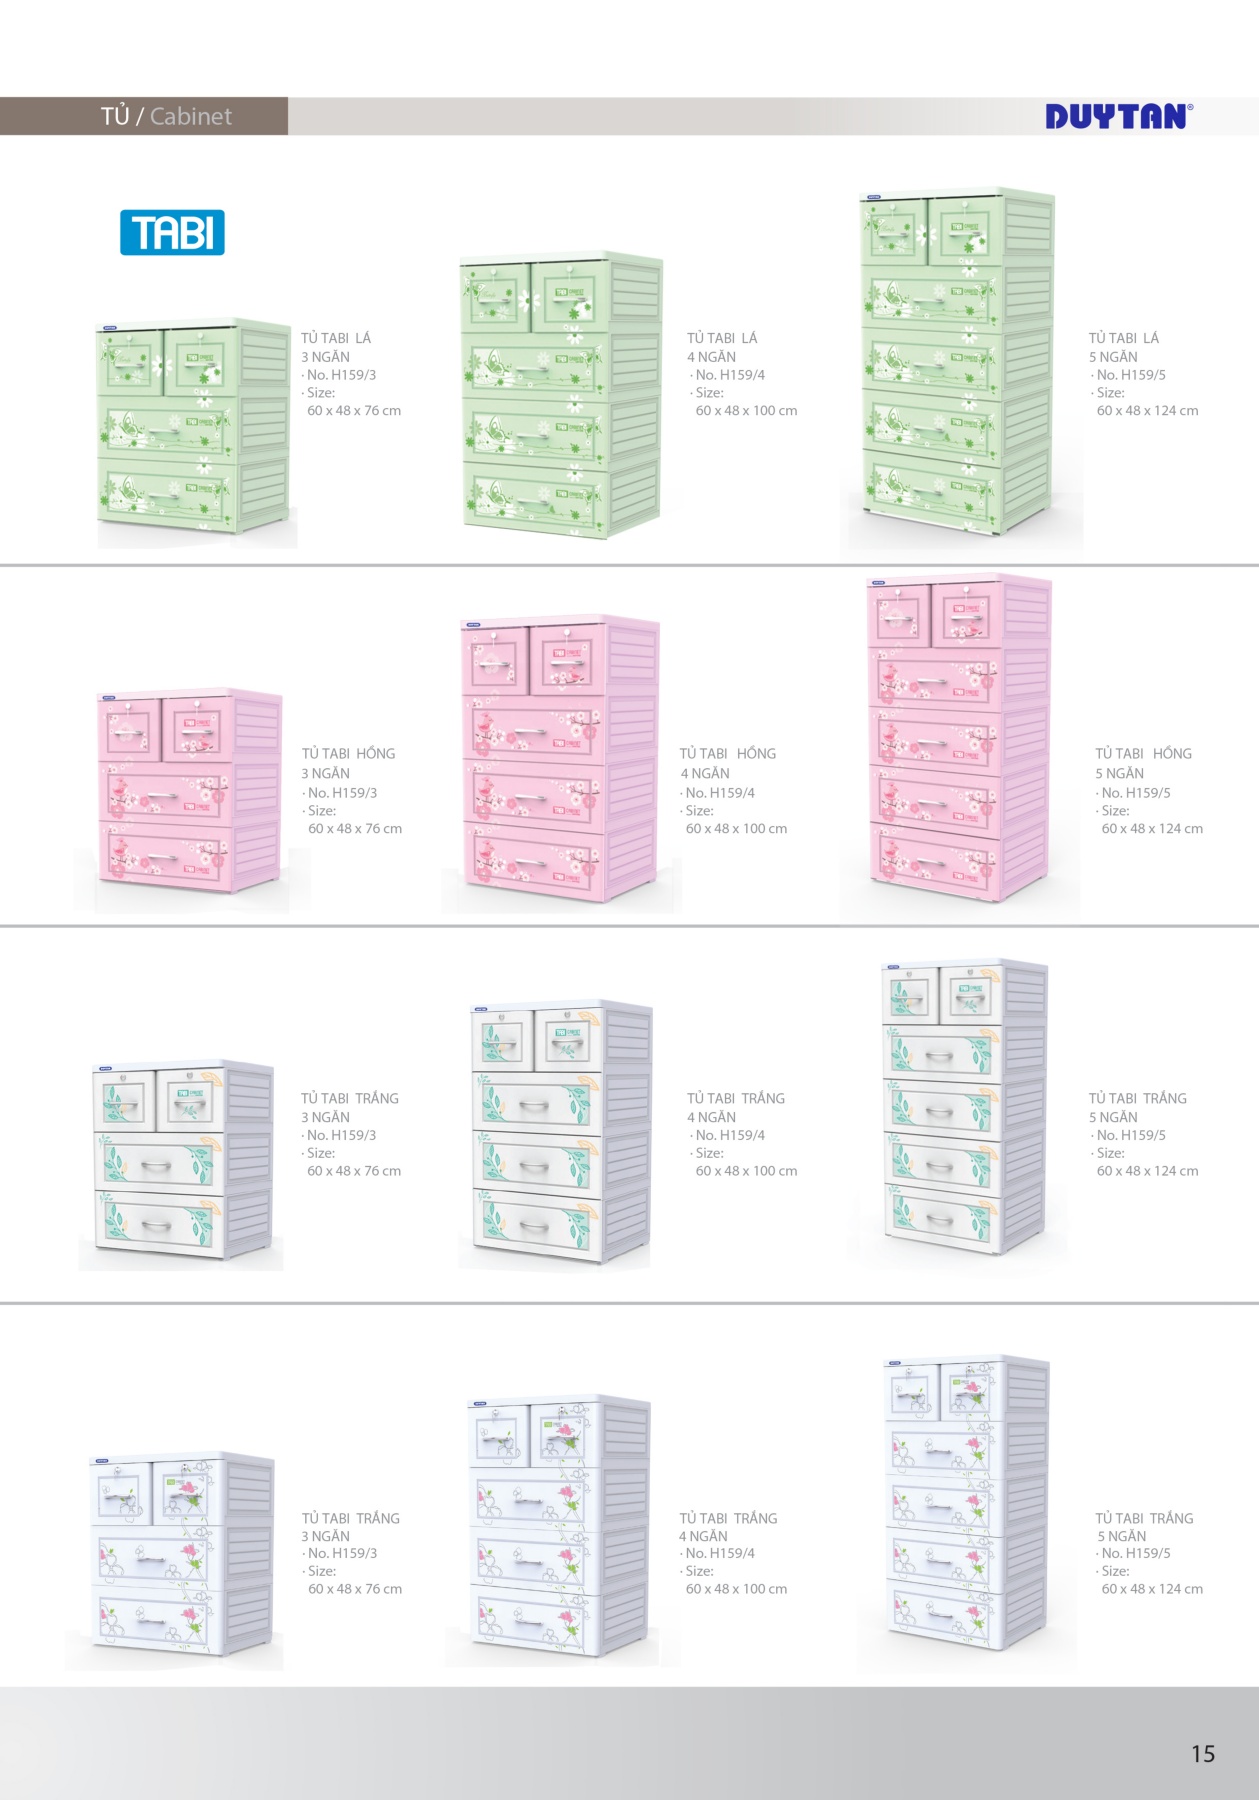 TỦ / Cabinet
DUYTAN®
TABI
TỦ TABI LÁ
3 NGĂN
· No. H159/3
· Size:
60 x 48 x 76 cm
TỦ TABI LÁ
4 NGĂN
· No. H159/4
· Size:
60 x 48 x 100 cm
TỦ TABI LÁ
5 NGĂN
· No. H159/5
· Size:
60 x 48 x 124 cm
TỦ TABI HỒNG
3 NGĂN
· No. H159/3
· Size:
60 x 48 x 76 cm
TỦ TABI HỒNG
4 NGĂN
· No. H159/4
· Size:
60 x 48 x 100 cm
TỦ TABI HỒNG
5 NGĂN
· No. H159/5
· Size:
60 x 48 x 124 cm
TỦ TABI TRẮNG
3 NGĂN
· No. H159/3
· Size:
60 x 48 x 76 cm
TỦ TABI TRẮNG
4 NGĂN
· No. H159/4
· Size:
60 x 48 x 100 cm
TỦ TABI TRẮNG
5 NGĂN
· No. H159/5
· Size:
60 x 48 x 124 cm
TỦ TABI TRẮNG
3 NGĂN
· No. H159/3
· Size:
60 x 48 x 76 cm
TỦ TABI TRẮNG
4 NGĂN
· No. H159/4
· Size:
60 x 48 x 100 cm
TỦ TABI TRẮNG
5 NGĂN
· No. H159/5
· Size:
60 x 48 x 124 cm
15